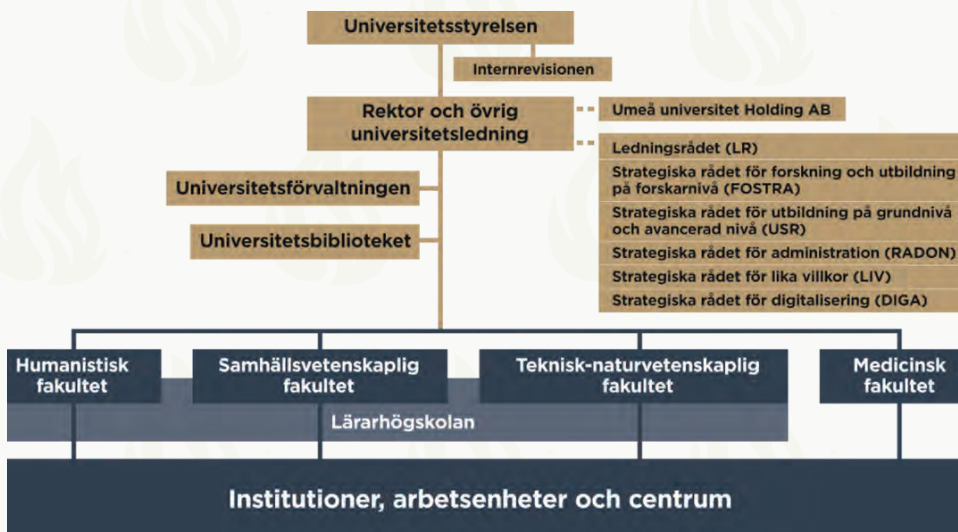 Universitetsstyrelsen
Internrevisionen
Rektor och övrig
universitetsledning
Umeå universitet Holding AB
Ledningsrådet (LR)
Strategiska rådet för forskning och utbildning
på forskarnivå (FOSTRA)
Strategiska rådet för utbildning på grundnivå
och avancerad nivå (USR)
Strategiska rådet för administration (RADON)
Strategiska rådet för lika villkor (LIV)
Strategiska rådet för digitalisering (DIGA)
Universitetsförvaltningen
Universitetsbiblioteket
Humanistisk
fakultet
Samhällsvetenskaplig
fakultet
Teknisk-naturvetenskaplig
fakultet
Medicinsk
fakultet
Lärarhögskolan
Institutioner, arbetsenheter och centrum